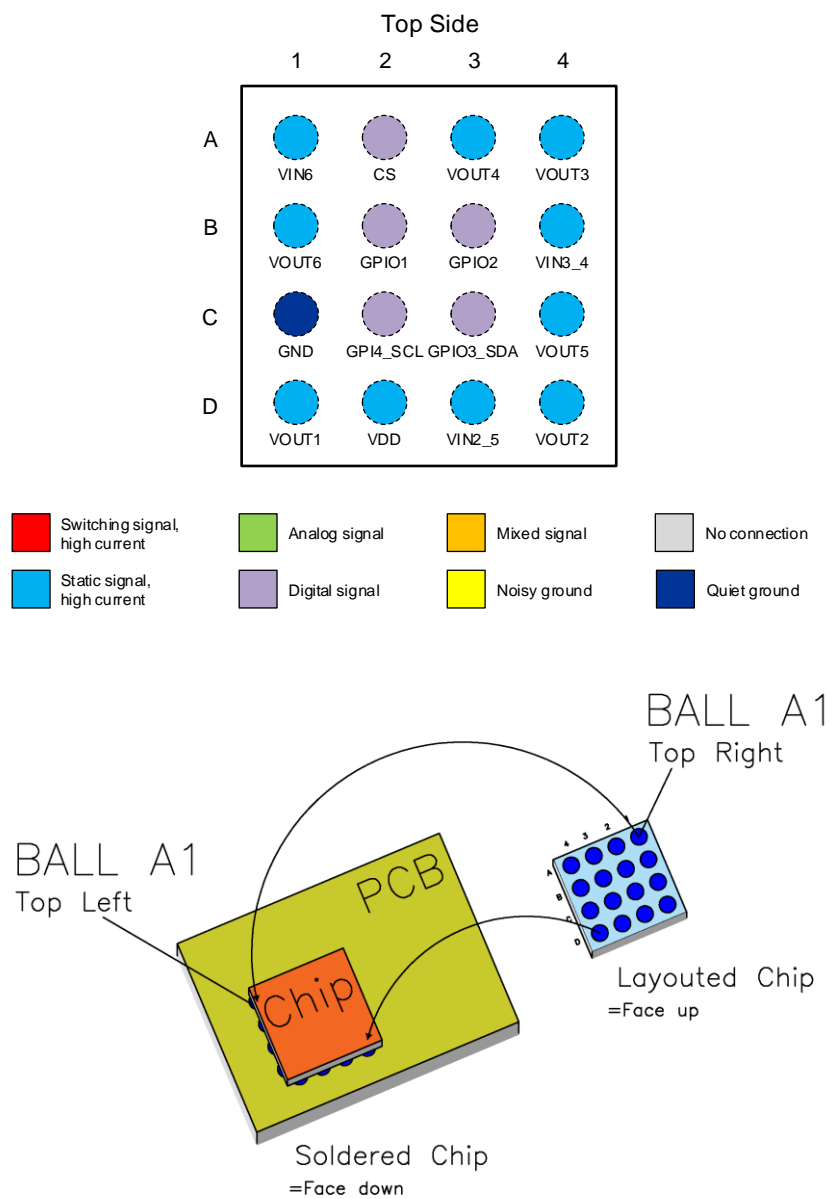 Top Side
1 2 3 4
A
VIN6 CS VOUT4 VOUT3
B
VOUT6 GPIO1 GPIO2 VIN3_4
C
GND GPI4_SCL GPIO3_SDA VOUT5
D
VOUT1 VDD VIN2_5 VOUT2
Switching signal,
high current
Analog signal
Mixed signal
No connection
Static signal,
high current
Digital signal
Noisy ground
Quiet ground
BALL A1
Top Right
4 3 2 1
A
B
C
D
BALL A1
Top Left
PCB
Chip
Layouted Chip
=Face up
Soldered Chip
=Face down